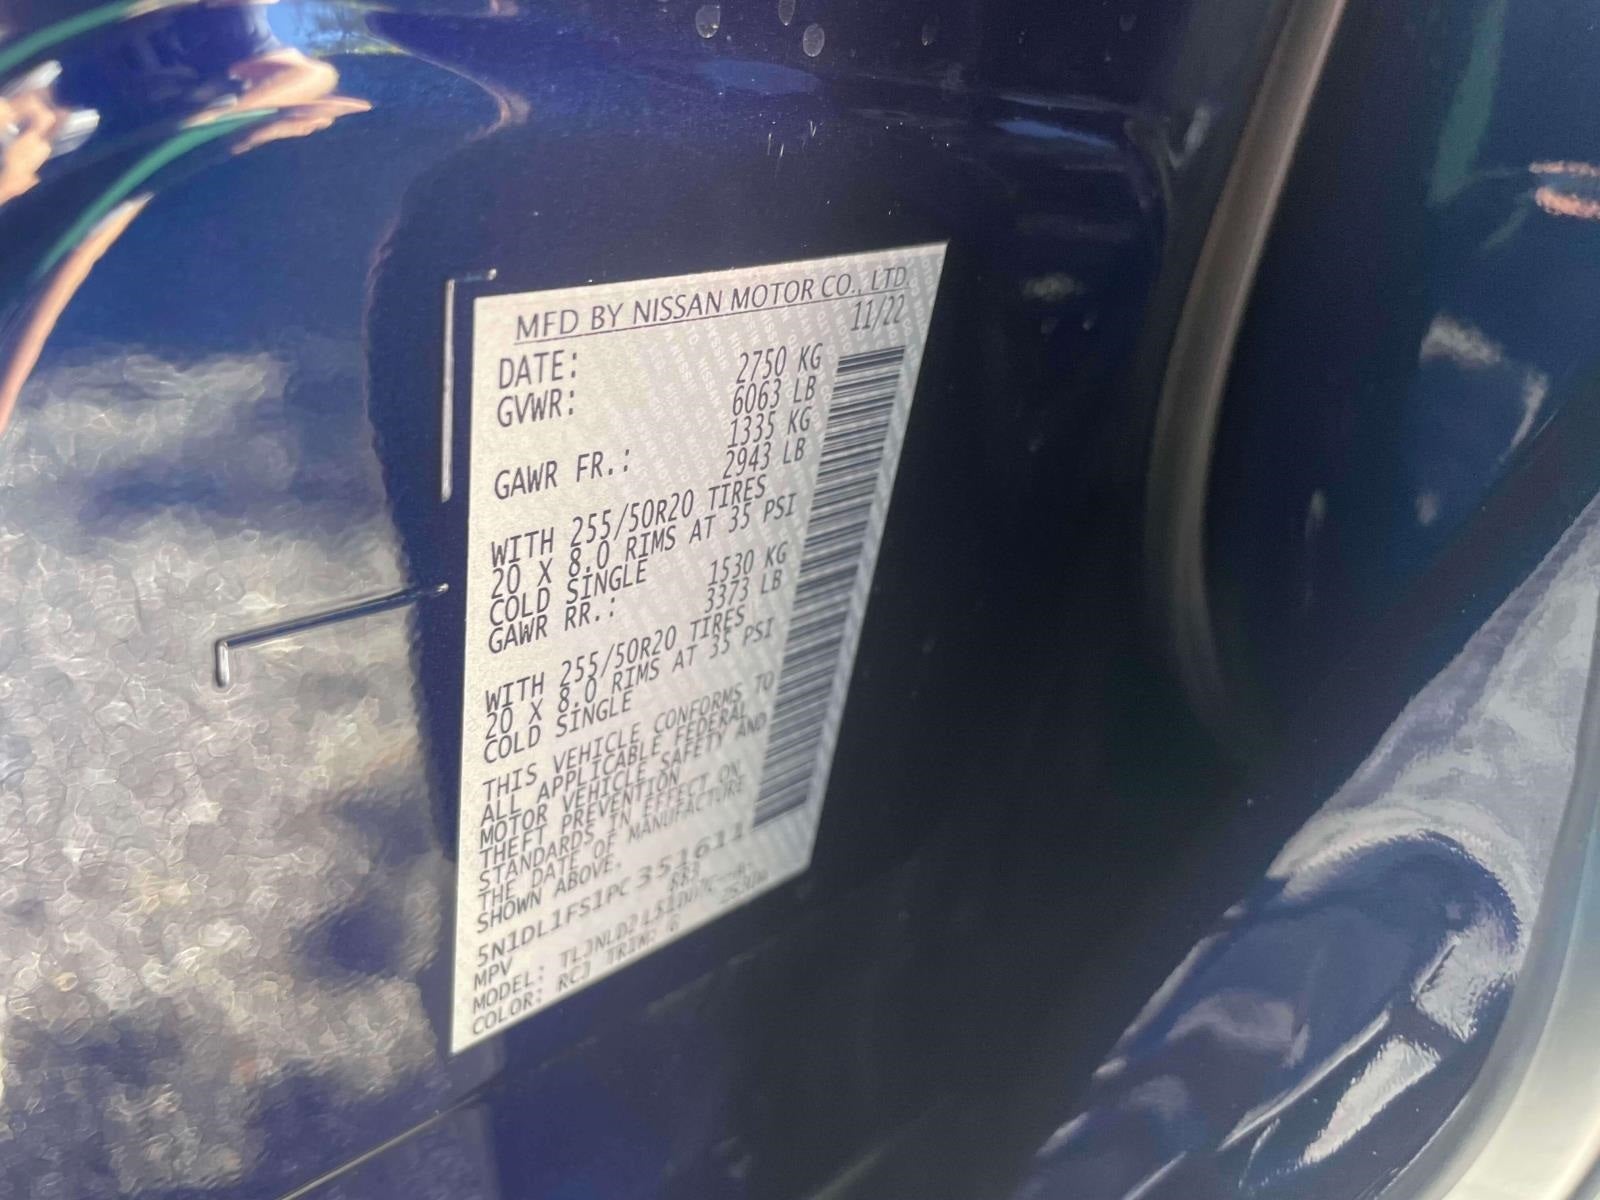 MFD BY NISSAN MOTOR CO., LTD.
DATE: 11/22
GVWR: 2750 KG
6063 LB
GAWR FR.: 1335 KG
2943 LB
WITH 255/50R20 TIRES
20 X 8.0 RIMS AT 35 PSI
COLD SINGLE
GAWR RR.: 1530 KG
3373 LB
WITH 255/50R20 TIRES
20 X 8.0 RIMS AT 35 PSI
COLD SINGLE
THIS VEHICLE CONFORMS TO
ALL APPLICABLE FEDERAL
MOTOR VEHICLE SAFETY AND
THEFT PREVENTION
STANDARDS IN EFFECT ON
THE DATE OF MANUFACTURE
SHOWN ABOVE.
5N1DL1FS1PC351611
MPV
MODEL:
COLOR: RCJ TRIM: G